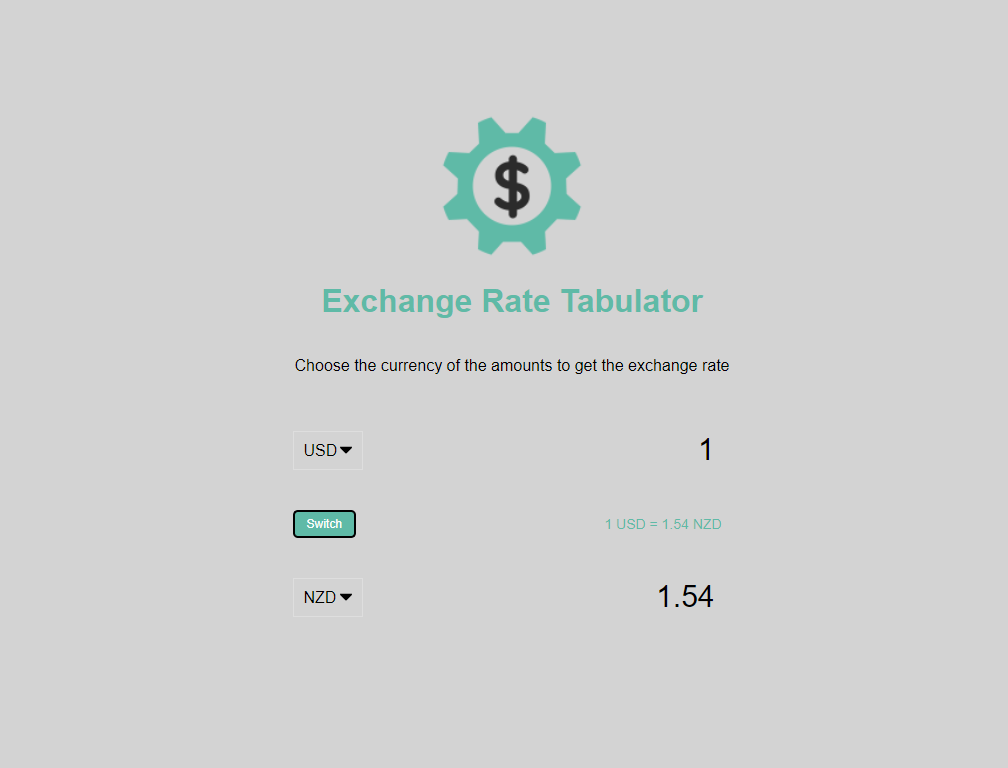 $
Exchange Rate Tabulator
Choose the currency of the amounts to get the exchange rate
USD 1
Switch 1 USD = 1.54 NZD
NZD 1.54